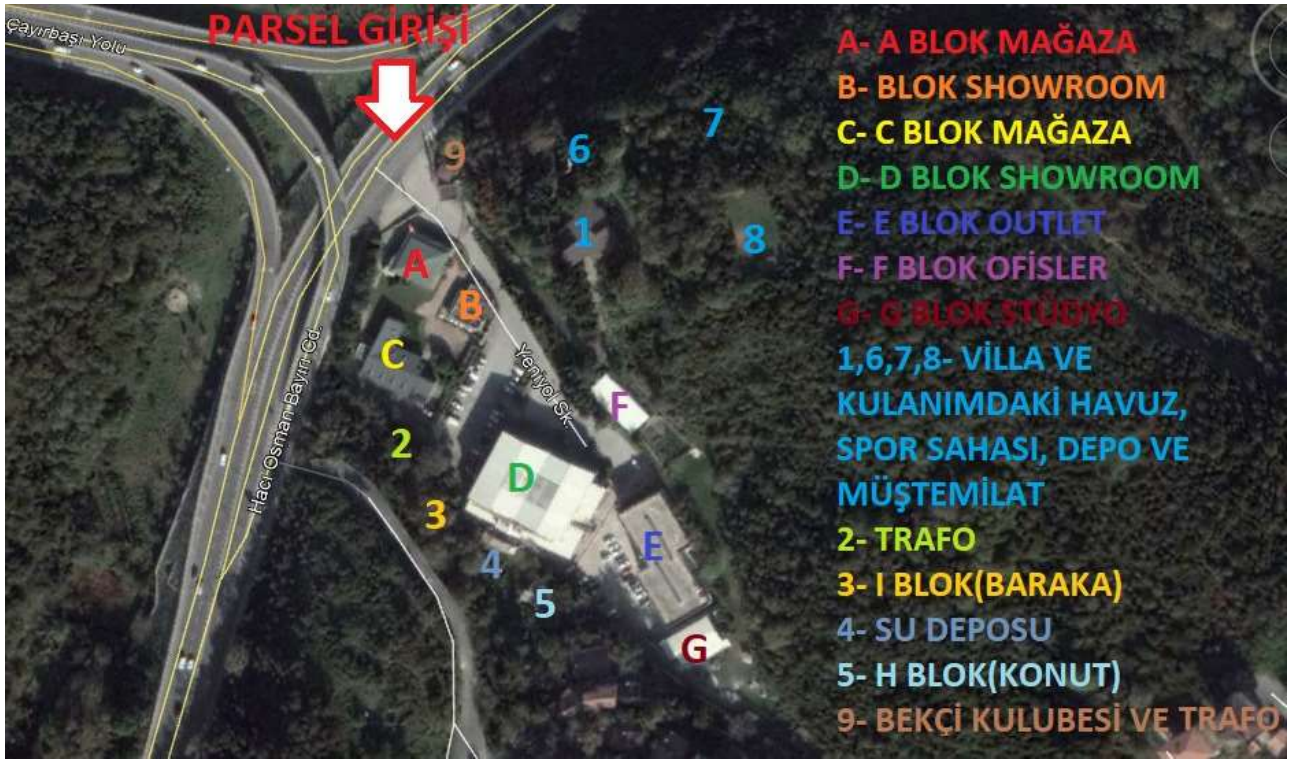 PARSEL GİRİŞİ
Çayırbaşı Yolu
Hacı Osman Bayırı Cd.
Yeniyol Sk.
A
B
C
D
E
F
G
1
2
3
4
5
6
7
8
9
A- A BLOK MAĞAZA
B- BLOK SHOWROOM
C- C BLOK MAĞAZA
D- D BLOK SHOWROOM
E- E BLOK OUTLET
F- F BLOK OFİSLER
G- G BLOK STÜDYO
1,6,7,8- VİLLA VE
KULANIMDAKİ HAVUZ,
SPOR SAHASI, DEPO VE
MÜŞTEMİLAT
2- TRAFO
3- I BLOK(BARAKA)
4- SU DEPOSU
5- H BLOK(KONUT)
9- BEKÇİ KULUBESİ VE TRAFO